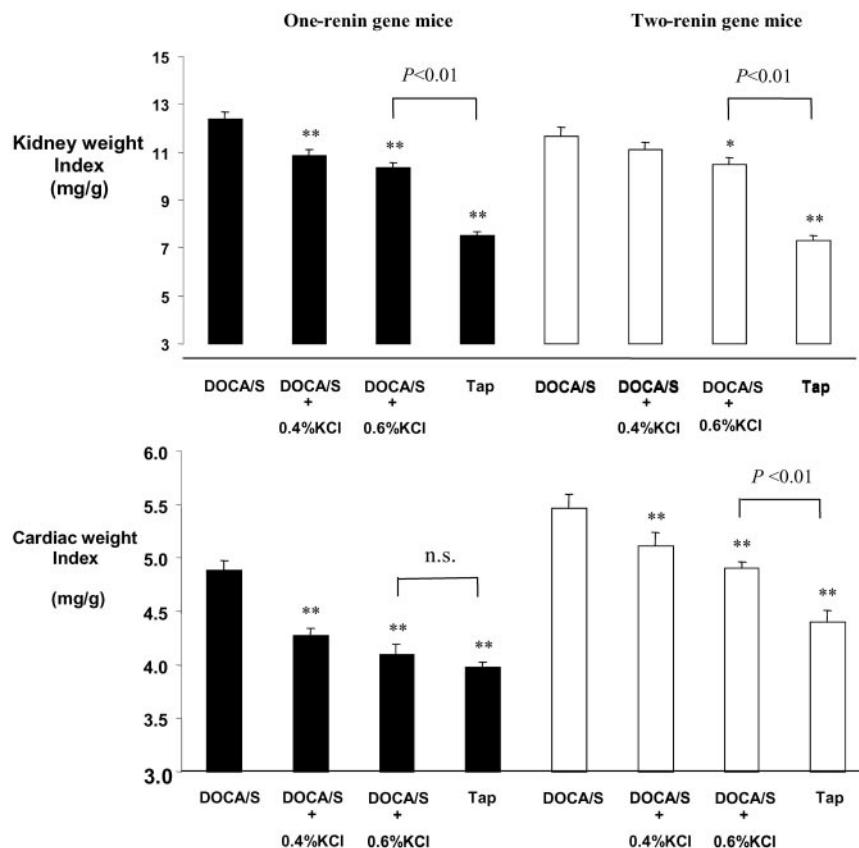 One-renin gene mice
Two-renin gene mice
15
13
11
9
7
5
3
Kidney weight
Index
(mg/g)
**
**
P<0.01
**
*
P<0.01
**
DOCA/S
DOCA/S
+
0.4%KCl
DOCA/S
+
0.6%KCl
Tap
DOCA/S
DOCA/S
+
0.4%KCl
DOCA/S
+
0.6%KCl
Tap
6.0
5.5
5.0
4.5
4.0
3.5
3.0
Cardiac weight
Index
(mg/g)
**
**
n.s.
**
**
**
P <0.01
**
DOCA/S
DOCA/S
+
0.4%KCl
DOCA/S
+
0.6%KCl
Tap
DOCA/S
DOCA/S
+
0.4%KCl
DOCA/S
+
0.6%KCl
Tap